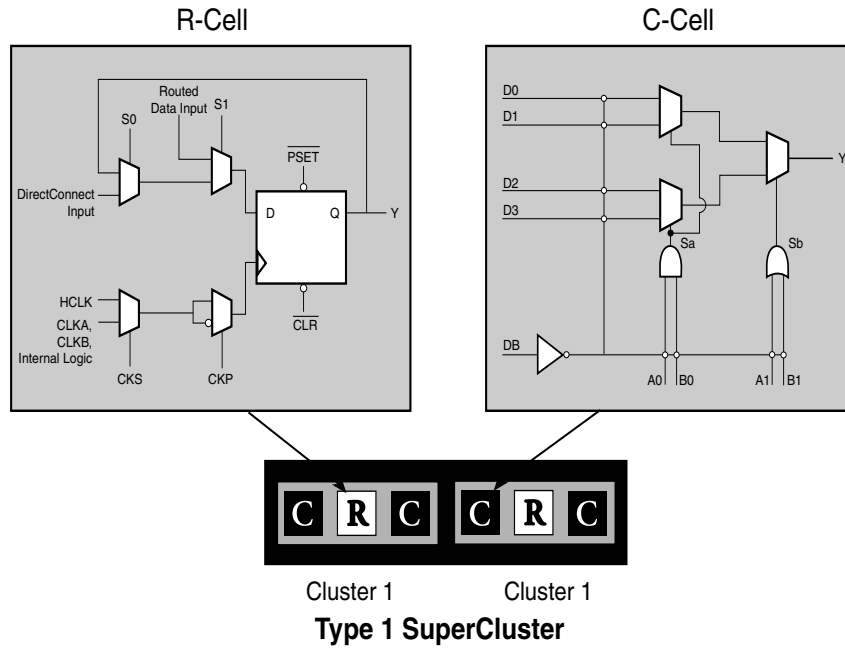 R-Cell
Routed
Data Input
S1
S0
PSET
DirectConnect
Input
D
Q
Y
HCLK
CLKA,
CLKB,
Internal Logic
CLR
CKS
CKP
C-Cell
D0
D1
D2
D3
Y
Sa
Sb
DB
A0
B0
A1
B1
C
R
C
C
R
C
Cluster 1
Cluster 1
Type 1 SuperCluster